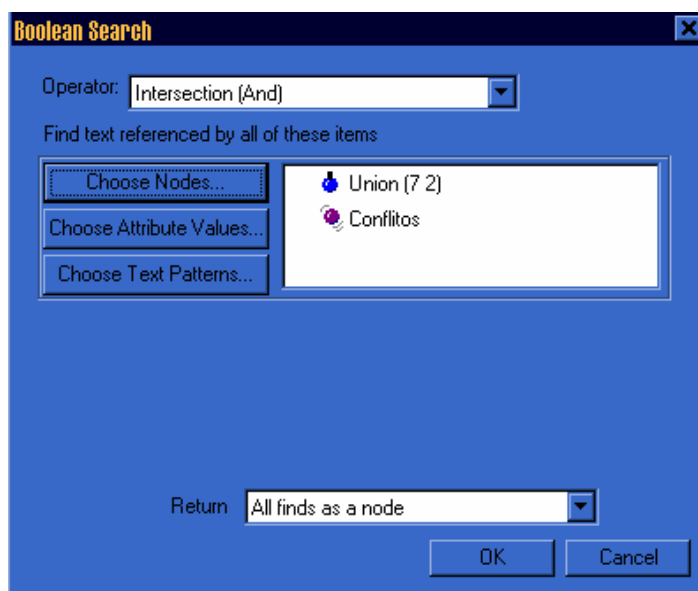 Boolean Search
Operator: Intersection (And)
Find text referenced by all of these items
Choose Nodes...
Union (7 2)
Choose Attribute Values...
Conflitos
Choose Text Patterns...
Return All finds as a node
OK Cancel